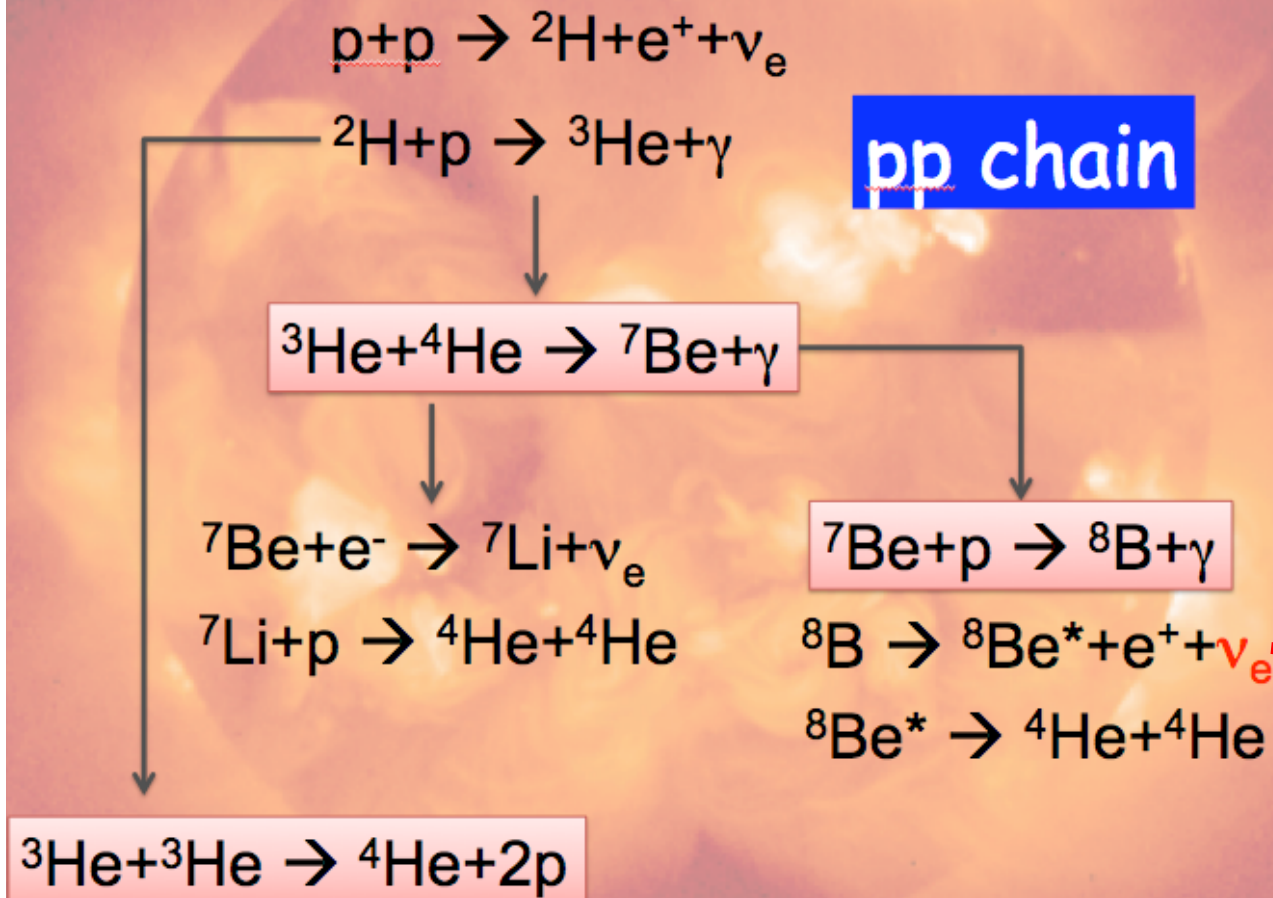 p+p → ²H+e⁺+νₑ
²H+p → ³He+γ
pp chain
³He+⁴He → ⁷Be+γ
⁷Be+e⁻ → ⁷Li+νₑ
⁷Li+p → ⁴He+⁴He
⁷Be+p → ⁸B+γ
⁸B → ⁸Be*+e⁺+νₑ
⁸Be* → ⁴He+⁴He
³He+³He → ⁴He+2p